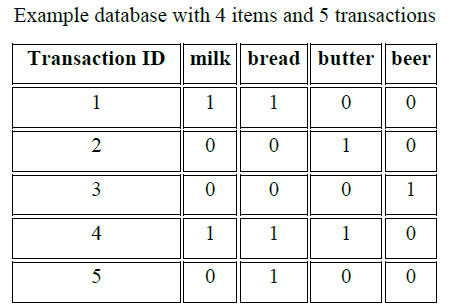 Example database with 4 items and 5 transactions
Transaction ID milk bread butter beer
1 1 1 0 0
2 0 0 1 0
3 0 0 0 1
4 1 1 1 0
5 0 1 0 0